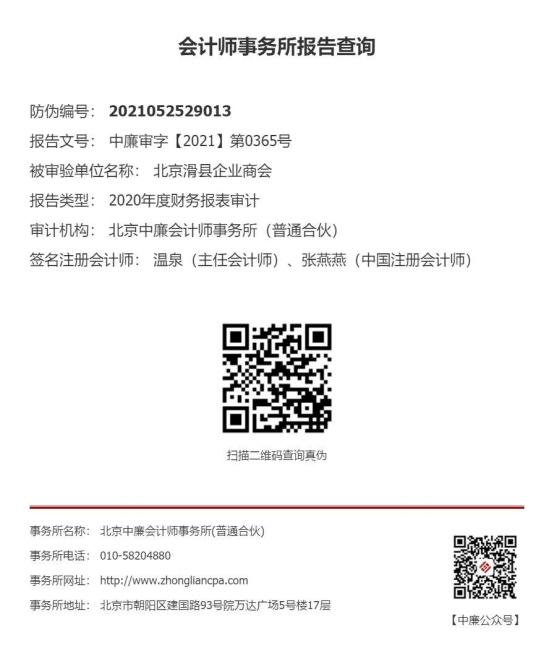 会计师事务所报告查询
防伪编号： 2021052529013
报告文号： 中廉审字【2021】第0365号
被审验单位名称： 北京滑县企业商会
报告类型： 2020年度财务报表审计
审计机构： 北京中廉会计师事务所（普通合伙）
签名注册会计师： 温泉（主任会计师）、张燕燕（中国注册会计师）
扫描二维码查询真伪
事务所名称： 北京中廉会计师事务所(普通合伙)
事务所电话： 010-58204880
事务所网址： http://www.zhongliancpa.com
事务所地址： 北京市朝阳区建国路93号院万达广场5号楼17层
【中廉公众号】